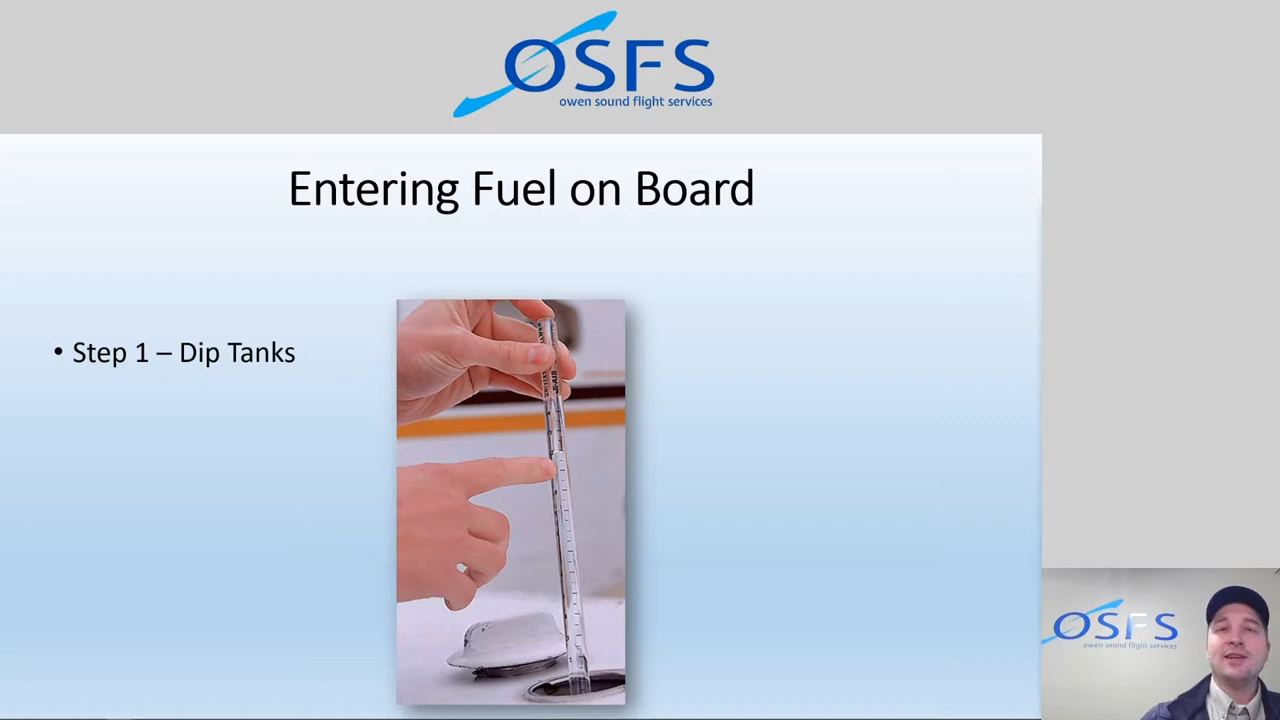 OSFS
owen sound flight services
Entering Fuel on Board
• Step 1 – Dip Tanks
OSFS
owen sound flight services